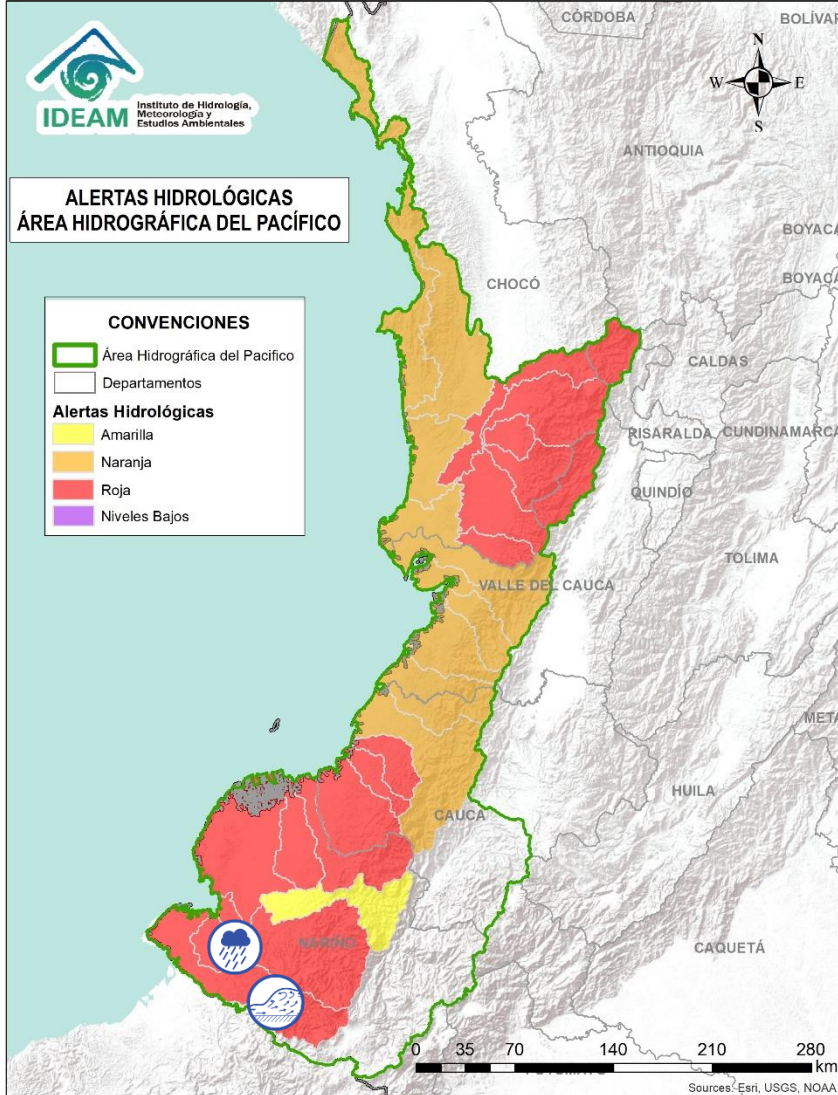 CÓRDOBA
BOLÍVAR
IDEAM
Instituto de Hidrología,
Meteorología y
Estudios Ambientales
N
W
E
S
ANTIOQUIA
ALERTAS HIDROLÓGICAS
ÁREA HIDROGRÁFICA DEL PACÍFICO
BOYACÁ
CHOCÓ
BOYACÁ
CONVENCIONES
Área Hidrográfica del Pacifico
Departamentos
Alertas Hidrológicas
Amarilla
Naranja
Roja
Niveles Bajos
CALDAS
RISARALDA
CUNDINAMARCA
QUINDÍO
TOLIMA
VALLE DEL CAUCA
META
HUILA
CAUCA
NARIÑO
CAQUETÁ
0 35 70 140 210 280
km
Sources: Esri, USGS, NOAA